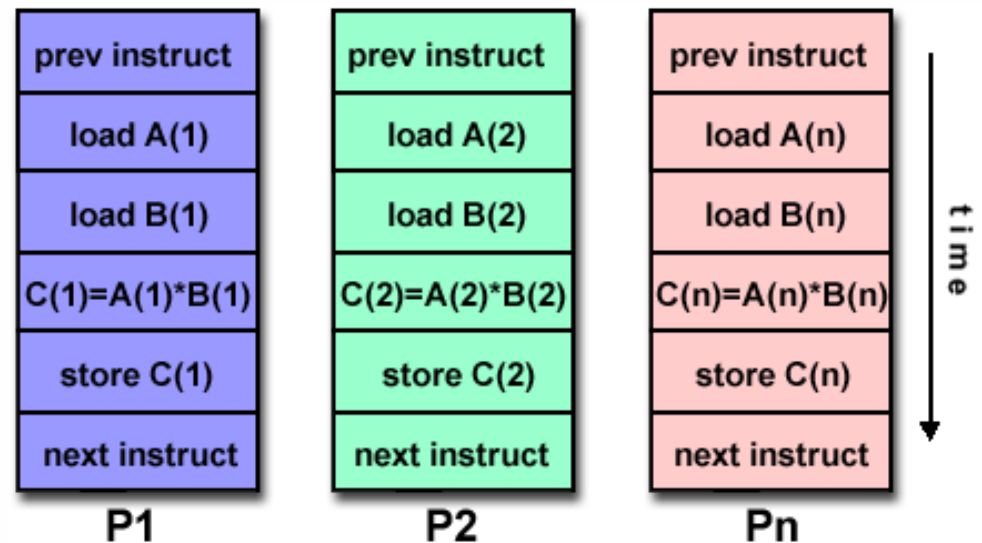 prev instruct
load A(1)
load B(1)
C(1)=A(1)*B(1)
store C(1)
next instruct
P1
prev instruct
load A(2)
load B(2)
C(2)=A(2)*B(2)
store C(2)
next instruct
P2
prev instruct
load A(n)
load B(n)
C(n)=A(n)*B(n)
store C(n)
next instruct
Pn
time